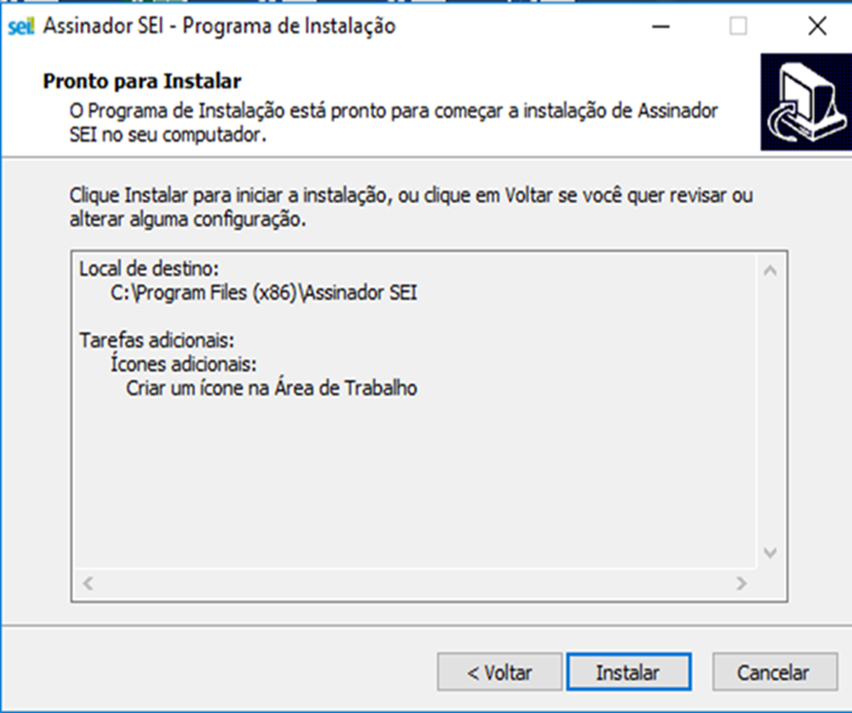 sei! Assinador SEI - Programa de Instalação
Pronto para Instalar
O Programa de Instalação está pronto para começar a instalação de Assinador
SEI no seu computador.
Clique Instalar para iniciar a instalação, ou clique em Voltar se você quer revisar ou
alterar alguma configuração.
Local de destino:
C:\Program Files (x86)\Assinador SEI
Tarefas adicionais:
Ícones adicionais:
Criar um ícone na Área de Trabalho
< Voltar
Instalar
Cancelar